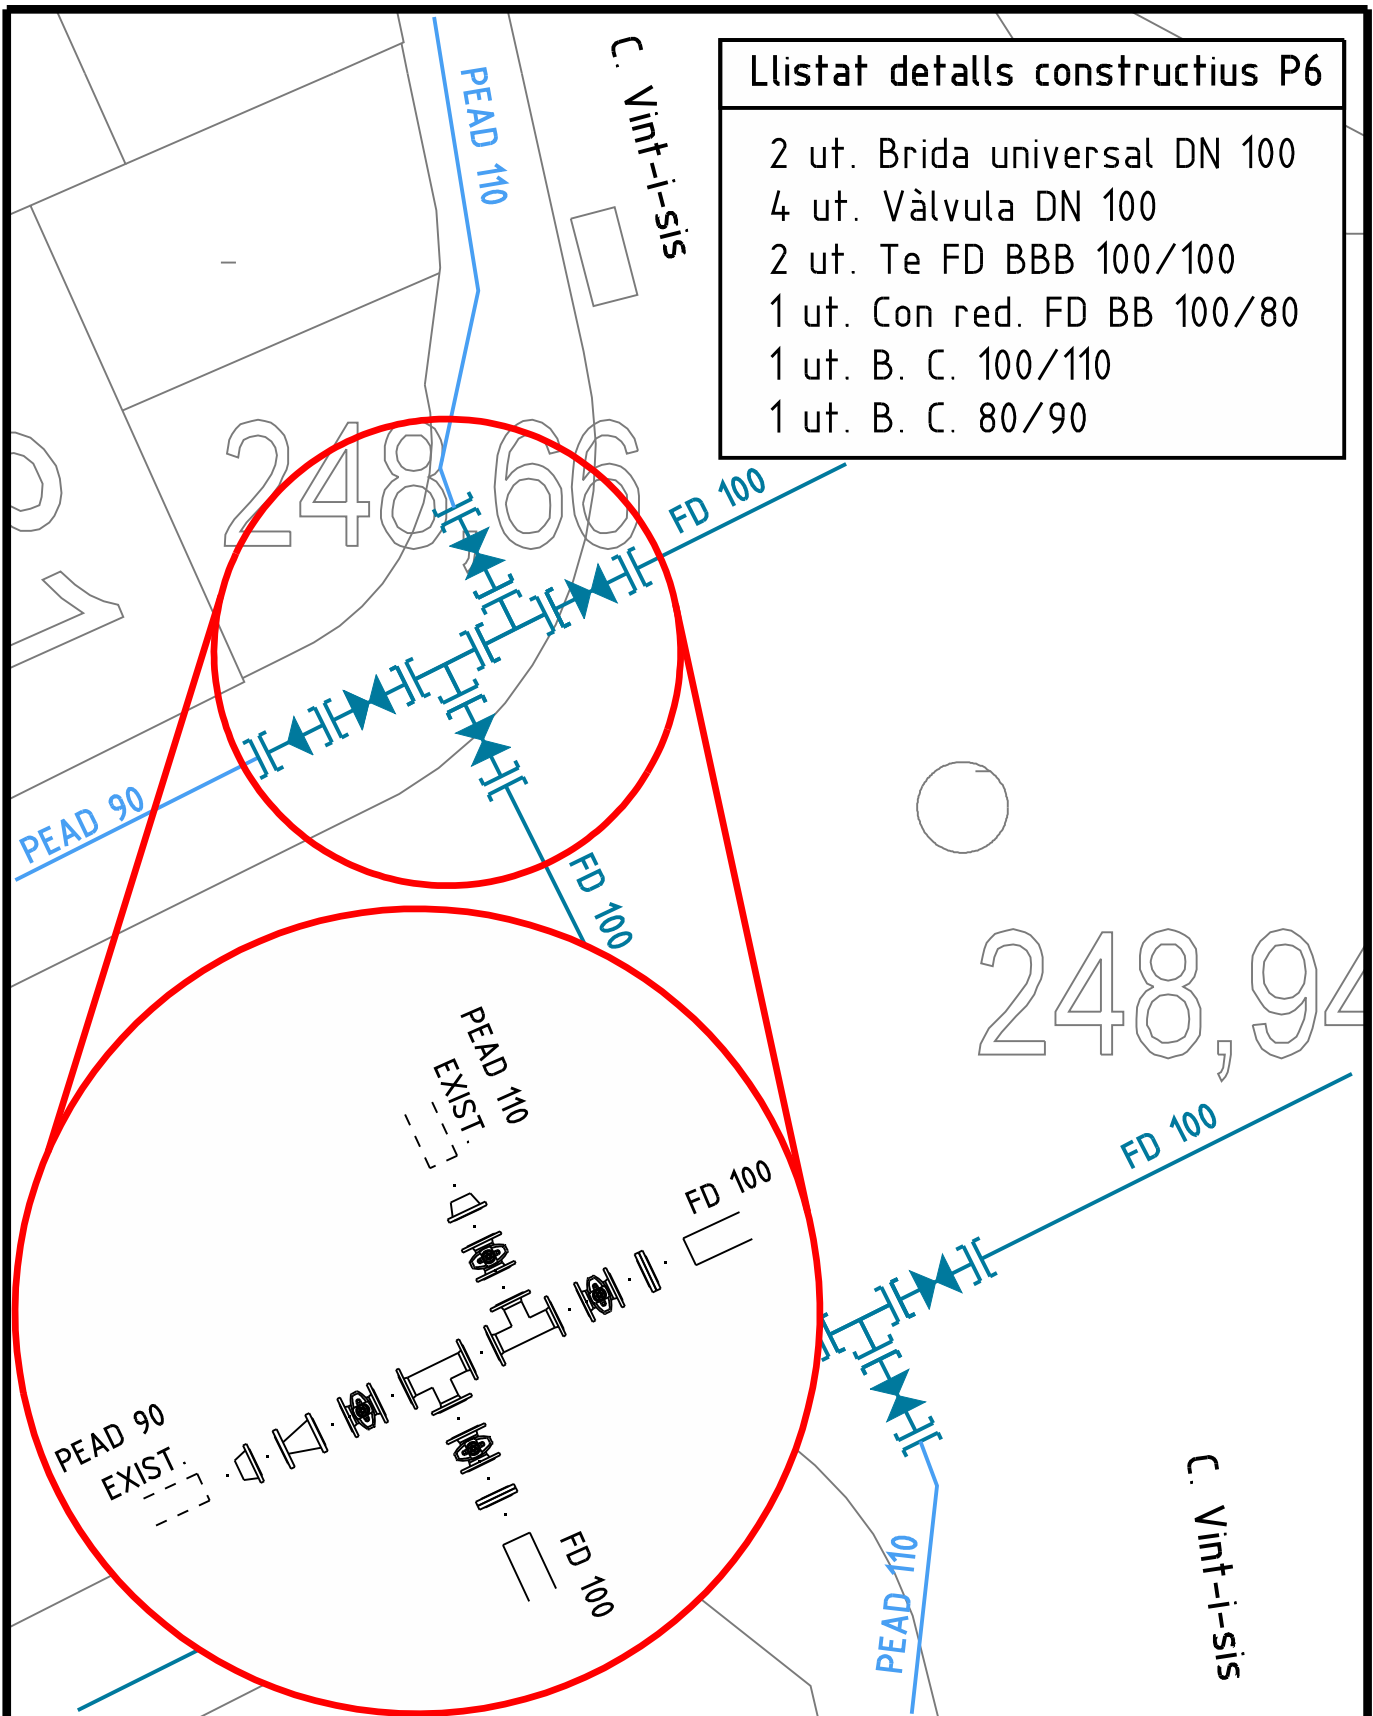 PEAD 110
C. Vint-i-sis
Llistat detalls constructius P6
2 ut. Brida universal DN 100
4 ut. Vàlvula DN 100
2 ut. Te FD BBB 100/100
1 ut. Con red. FD BB 100/80
1 ut. B. C. 100/110
1 ut. B. C. 80/90
248,66
FD 100
PEAD 90
FD 100
248,94
PEAD 110
EXIST.
FD 100
FD 100
PEAD 90
EXIST.
FD 100
PEAD 110
C. Vint-i-sis